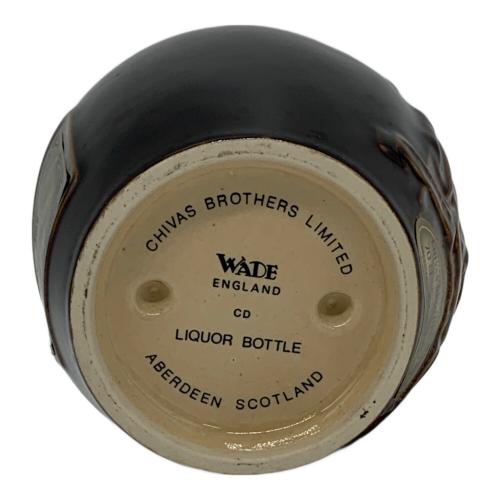 CHIVAS BROTHERS LIMITED
WADE
ENGLAND
CD
LIQUOR BOTTLE
ABERDEEN SCOTLAND